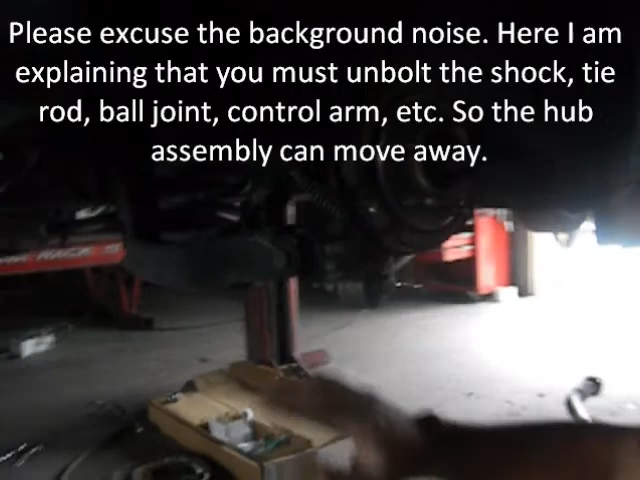 Please excuse the background noise. Here I am
explaining that you must unbolt the shock, tie
rod, ball joint, control arm, etc. So the hub
assembly can move away.